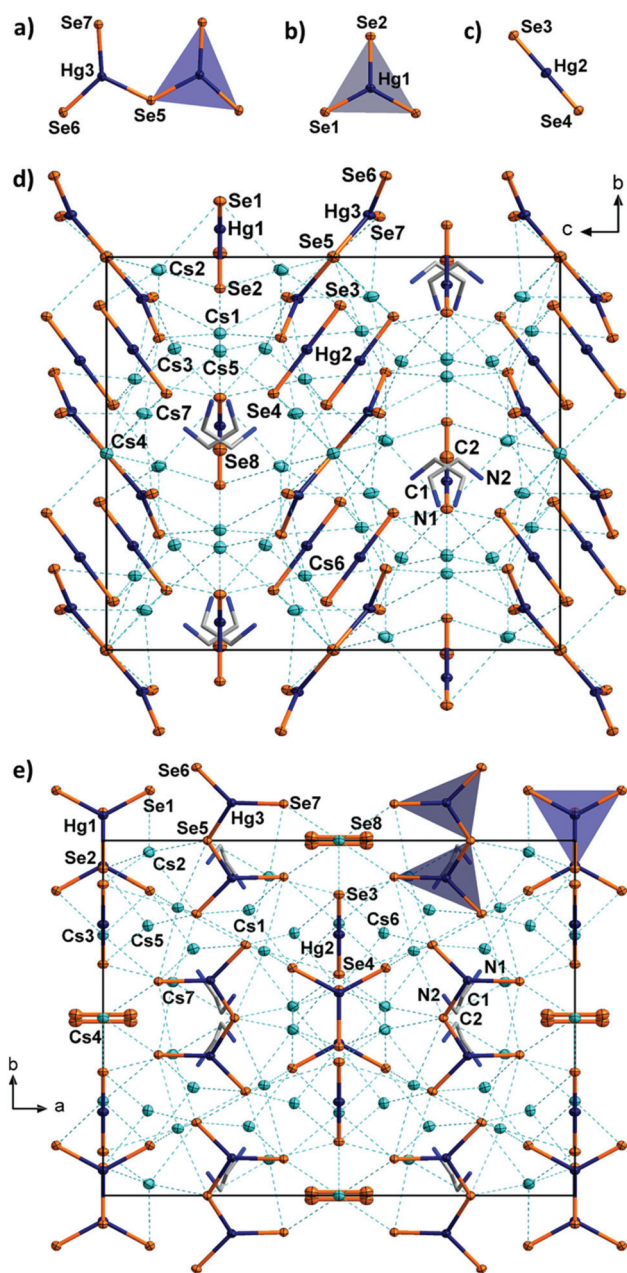 a) Se7 b) Se2 c) Se3
Hg3 Hg1 Hg2
Se6 Se5 Se1 Se4
d) Se1 Se6 b
Hg1 Hg3 c
Se5 Se7
Cs2 Se2 Se3
Cs1
Cs3 Cs5 Hg2
Cs7 Se4
Cs4 Se8 C2
C1 N2
N1
Cs6
e) Se6
Se1 Hg3 Se7
Hg1 Se5 Se8
Se2 Cs2
Se3
Cs1 Cs6
Cs3 Cs5 Hg2
Se4 N1
Cs7 N2 C1
C2
Cs4
b
a